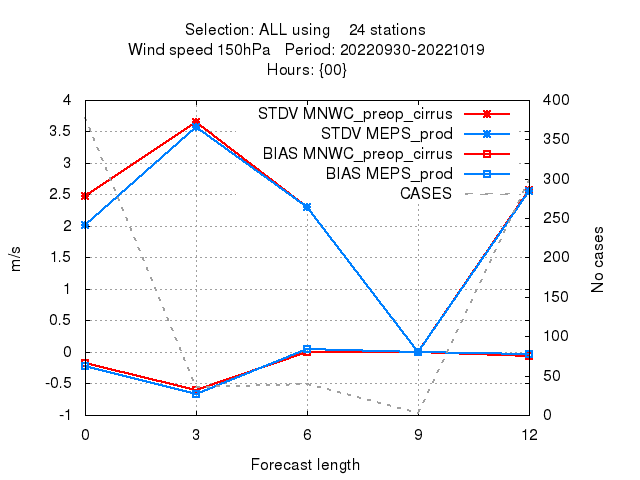 Selection: ALL using    24 stations
Wind speed 150hPa   Period: 20220930-20221019
Hours: {00}
STDV MNWC_preop_cirrus
STDV MEPS_prod
BIAS MNWC_preop_cirrus
BIAS MEPS_prod
CASES
4
3.5
3
2.5
2
1.5
1
0.5
0
-0.5
-1
m/s
400
350
300
250
200
150
100
50
0
No cases
0 3 6 9 12
Forecast length